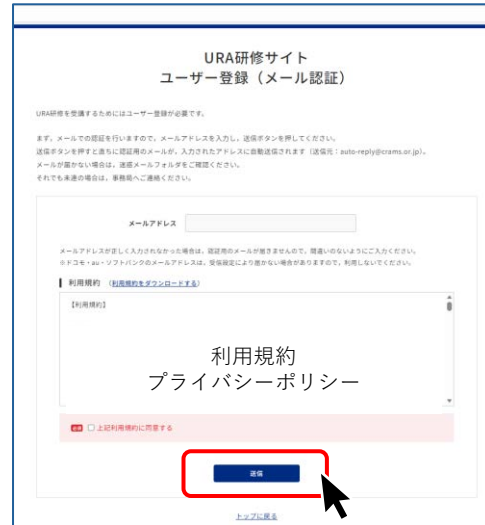 URA研修サイト
ユーザー登録（メール認証）
URA研修を受講するためにはユーザー登録が必要です。
まず、メールでの認証を行いますので、メールアドレスを入力し、送信ボタンを押してください。
送信ボタンを押すと直ちに認証用のメールが、入力されたアドレスに自動送信されます（送信元：auto-reply@crams.or.jp）。
メールが届かない場合は、迷惑メールフォルダをご確認ください。
それでも未達の場合は、事務局へご連絡ください。
メールアドレス
メールアドレスが正しく入力されなかった場合は、認証用のメールが届きませんので、間違いのないようにご入力ください。
※ドコモ・au・ソフトバンクのメールアドレスは、受信設定により届かない場合がありますので、利用しないでください。
利用規約 （利用規約をダウンロードする）
【利用規約】
利用規約
プライバシーポリシー
必須 上記利用規約に同意する
送信
トップに戻る